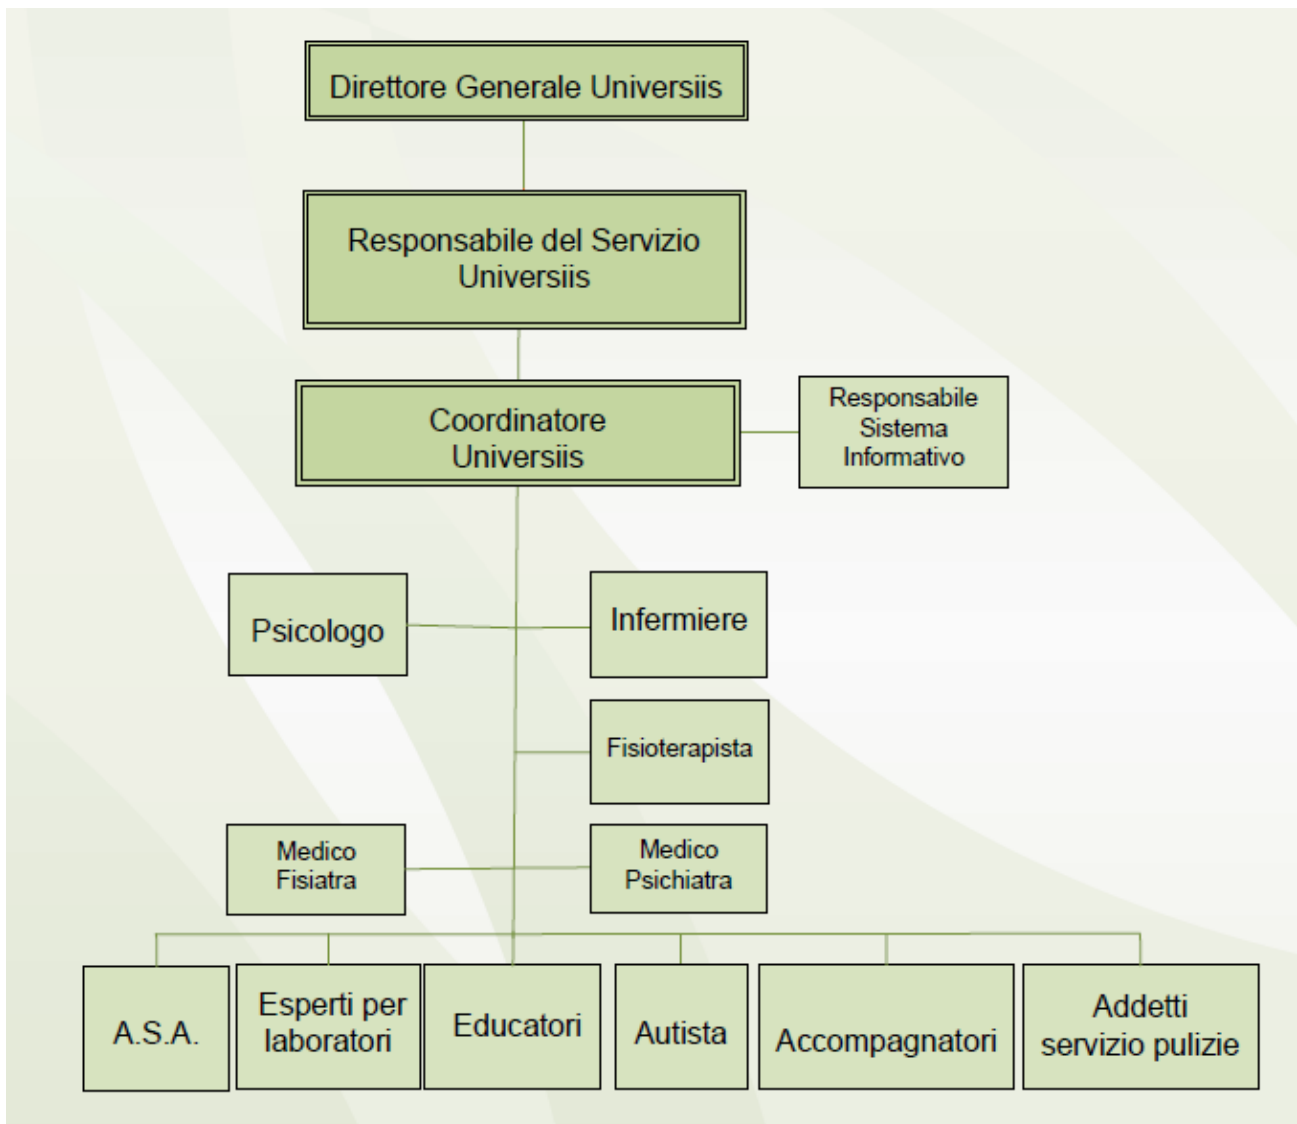 Direttore Generale Universiis
Responsabile del Servizio
Universiis
Coordinatore
Universiis
Responsabile
Sistema
Informativo
Psicologo
Infermiere
Fisioterapista
Medico
Fisiatra
Medico
Psichiatra
A.S.A.
Esperti per
laboratori
Educatori
Autista
Accompagnatori
Addetti
servizio pulizie